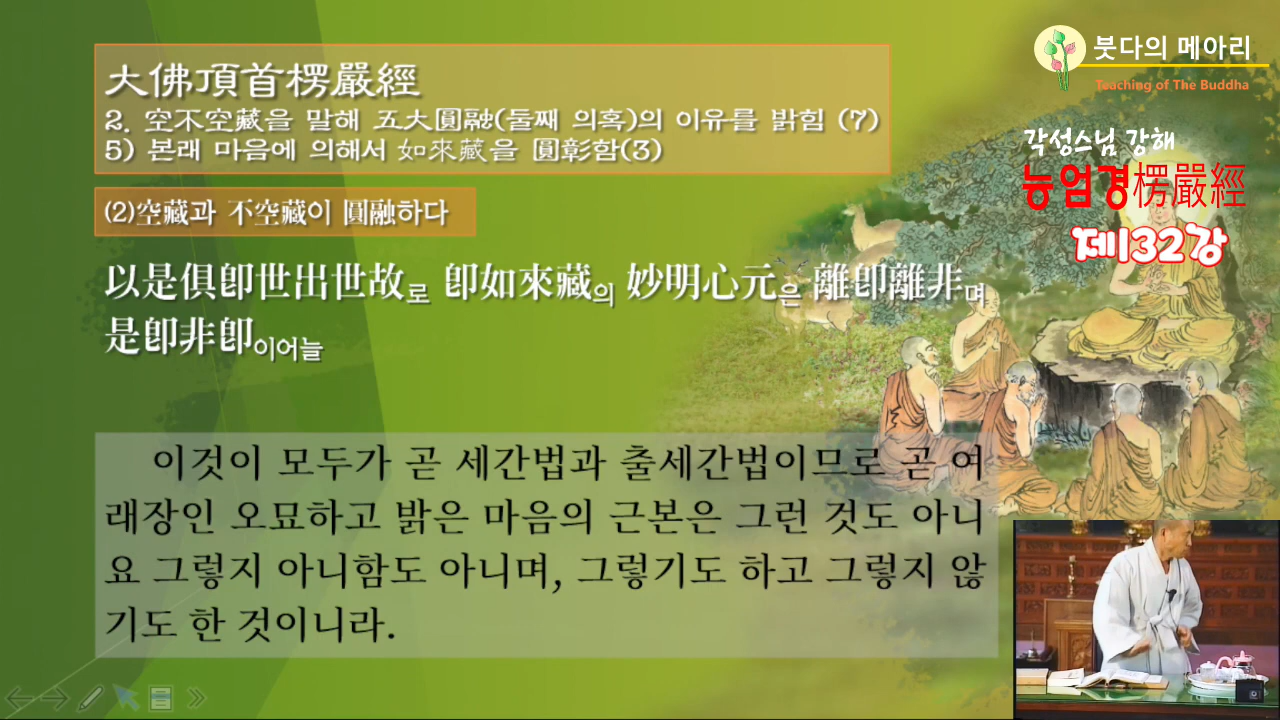 大佛頂首楞嚴經
2. 空不空藏을 말해 五大圓融(둘째 의혹)의 이유를 밝힘 (7)
5) 본래 마음에 의해서 如來藏을 圓彰함(3)
(2)空藏과 不空藏이 圓融하다
以是俱卽世出世故로 卽如來藏의 妙明心元은 離卽離非며
是卽非卽이어늘
이것이 모두가 곧 세간법과 출세간법이므로 곧 여
래장인 오묘하고 밝은 마음의 근본은 그런 것도 아니
요 그렇지 아니함도 아니며, 그렇기도 하고 그렇지 않
기도 한 것이니라.
붓다의 메아리
Teaching of The Buddha
각성스님 강해
능엄경楞嚴經
제132강